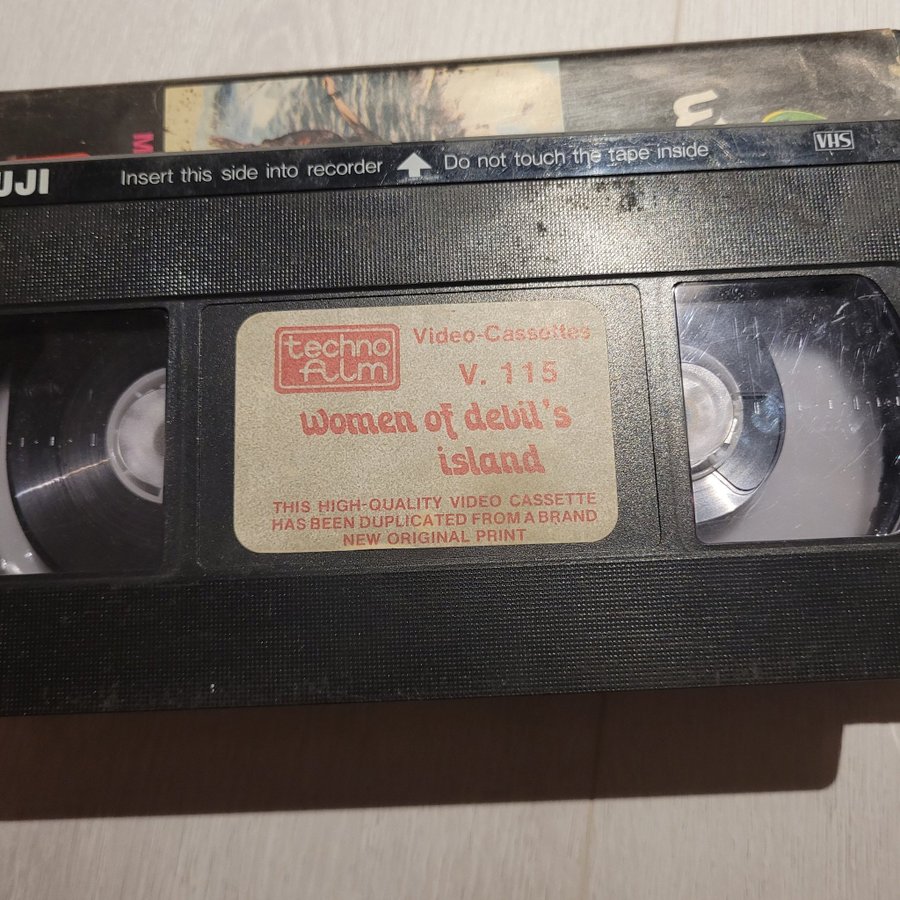 M
UJI
Insert this side into recorder
Do not touch the tape inside
VHS
techno
film
Video-Cassettes
V. 115
women of devil's
island
THIS HIGH-QUALITY VIDEO CASSETTE
HAS BEEN DUPLICATED FROM A BRAND
NEW ORIGINAL PRINT